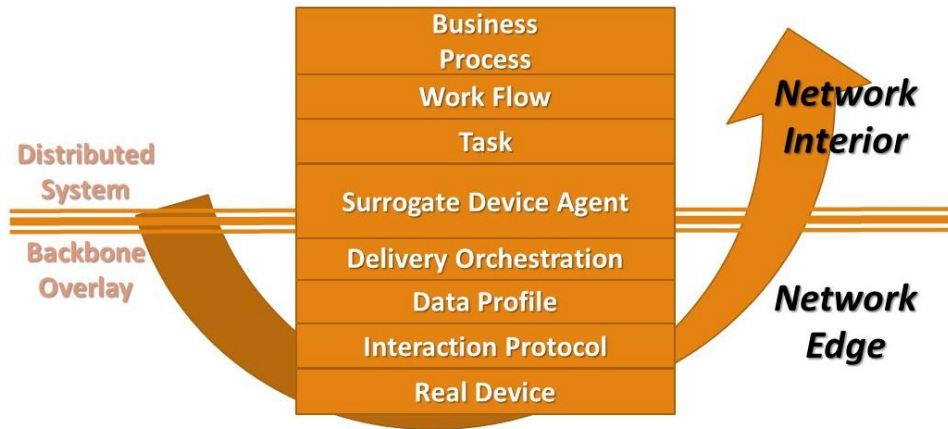 Business
Process
Work Flow
Task
Surrogate Device Agent
Delivery Orchestration
Data Profile
Interaction Protocol
Real Device
Distributed
System
Backbone
Overlay
Network
Interior
Network
Edge